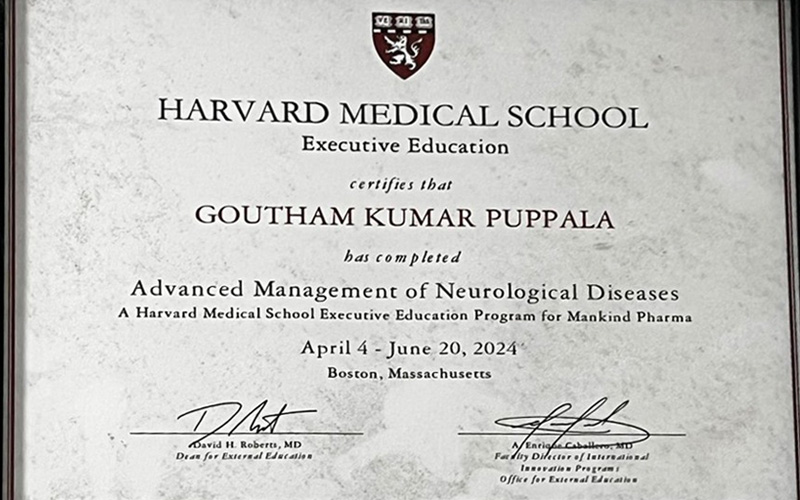 HARVARD MEDICAL SCHOOL
Executive Education
certifies that
GOUTHAM KUMAR PUPPALA
has completed
Advanced Management of Neurological Diseases
A Harvard Medical School Executive Education Program for Mankind Pharma
April 4 - June 20, 2024
Boston, Massachusetts
David H. Roberts, MD
Dean for External Education
A. Enrique Caballero, MD
Faculty Director of International
Innovation Programs
Office for External Education